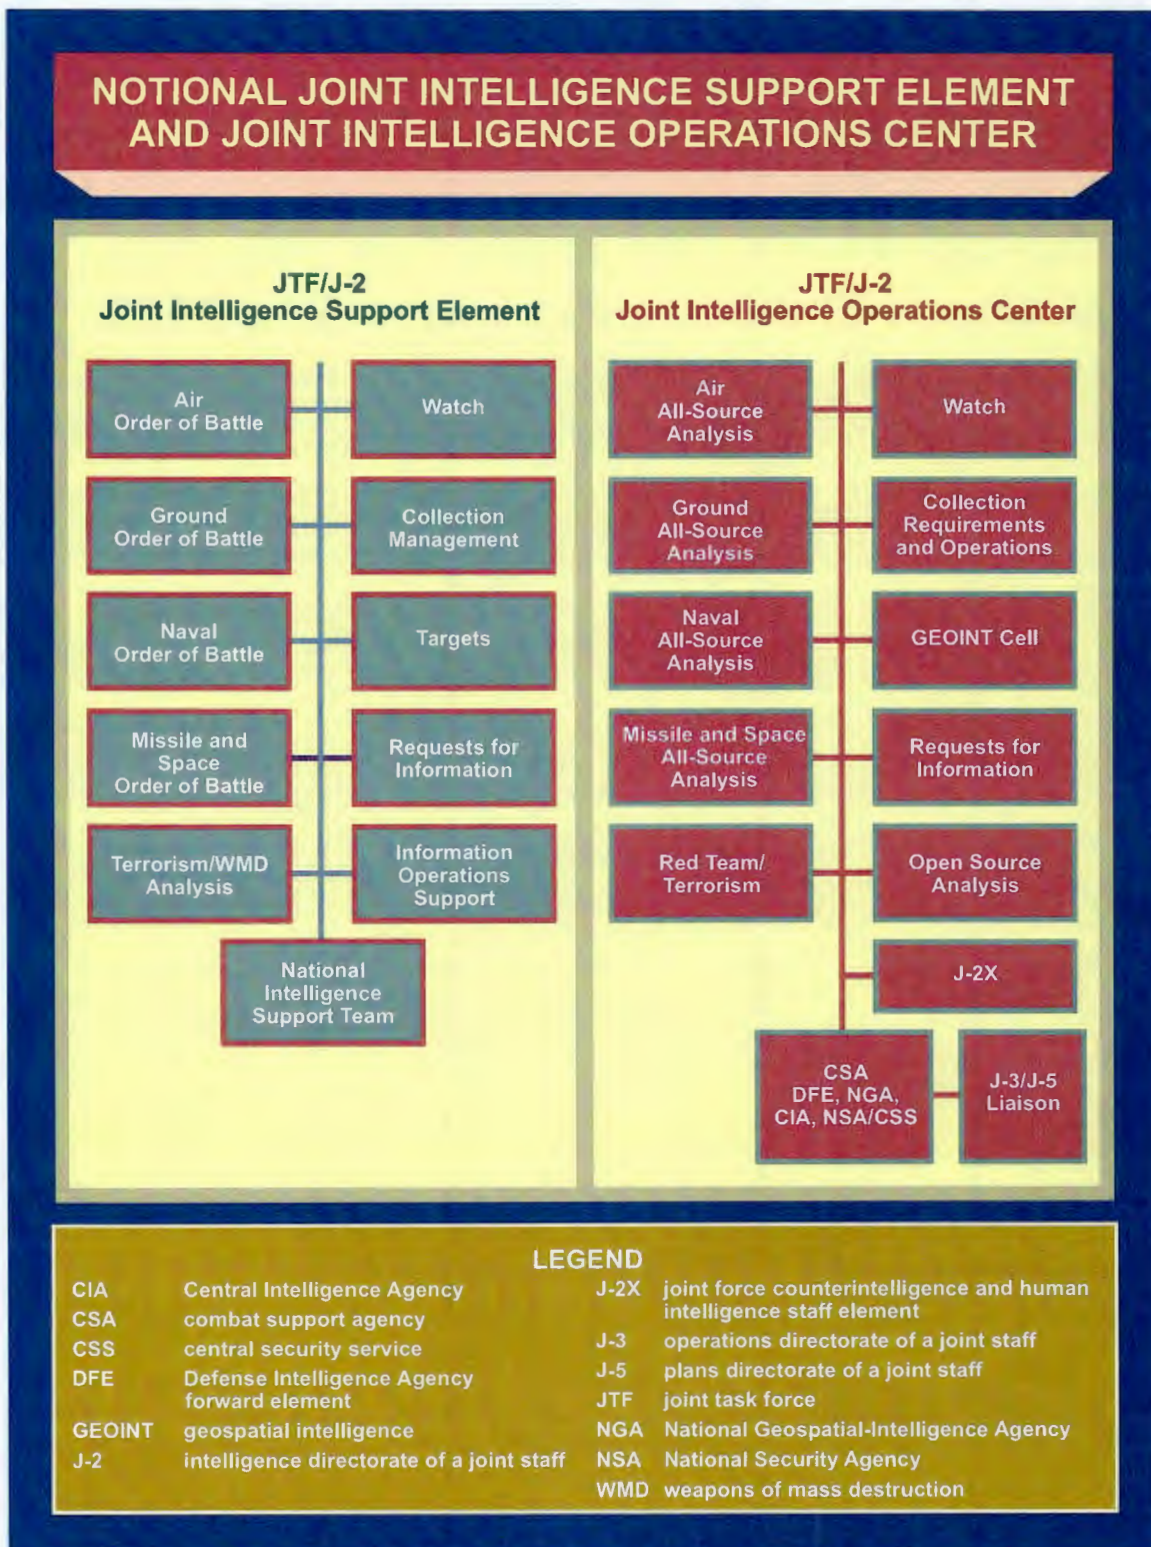 NOTIONAL JOINT INTELLIGENCE SUPPORT ELEMENT
AND JOINT INTELLIGENCE OPERATIONS CENTER
JTF/J-2
Joint Intelligence Support Element
Air
Order of Battle
Watch
Ground
Order of Battle
Collection
Management
Naval
Order of Battle
Targets
Missile and
Space
Order of Battle
Requests for
Information
Terrorism/WMD
Analysis
Information
Operations
Support
National
Intelligence
Support Team
JTF/J-2
Joint Intelligence Operations Center
Air
All-Source
Analysis
Watch
Ground
All-Source
Analysis
Collection
Requirements
and Operations
Naval
All-Source
Analysis
GEOINT Cell
Missile and Space
All-Source
Analysis
Requests for
Information
Red Team/
Terrorism
Open Source
Analysis
J-2X
CSA
DFE, NGA,
CIA, NSA/CSS
J-3/J-5
Liaison
LEGEND
CIA Central Intelligence Agency
CSA combat support agency
CSS central security service
DFE Defense Intelligence Agency
forward element
GEOINT geospatial intelligence
J-2 intelligence directorate of a joint staff
J-2X joint force counterintelligence and human
intelligence staff element
J-3 operations directorate of a joint staff
J-5 plans directorate of a joint staff
JTF joint task force
NGA National Geospatial-Intelligence Agency
NSA National Security Agency
WMD weapons of mass destruction